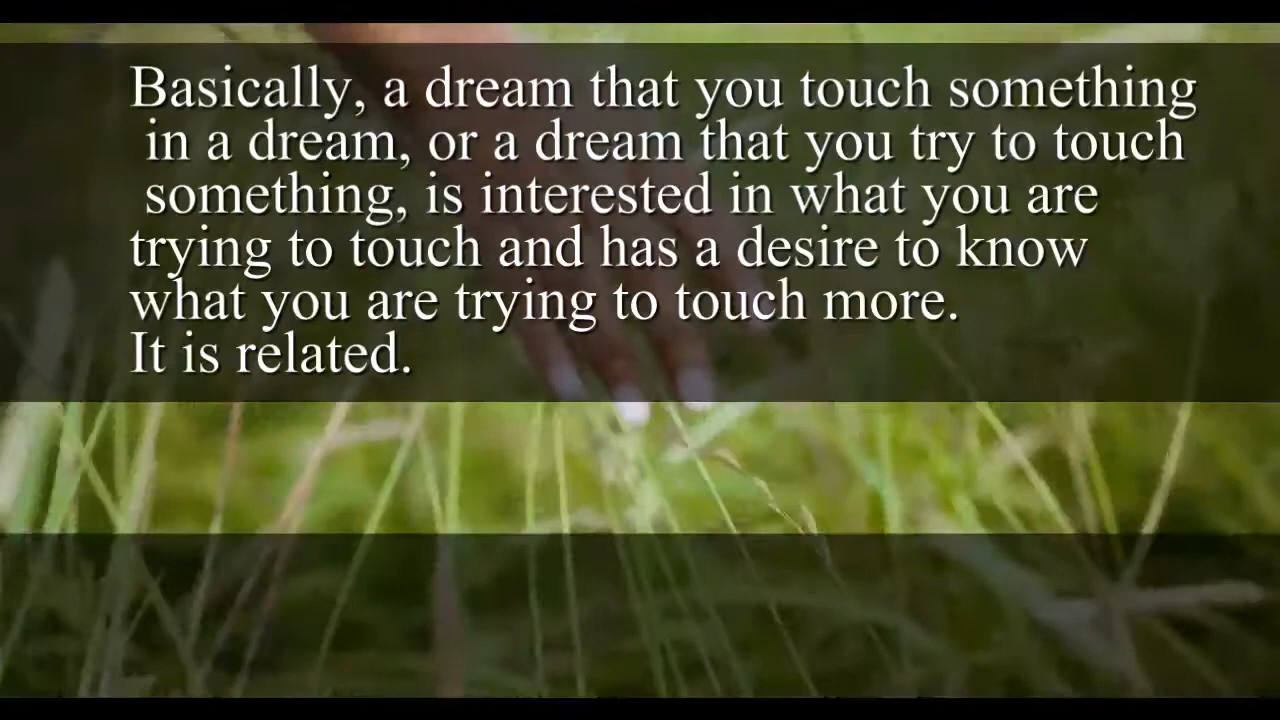 Basically, a dream that you touch something
in a dream, or a dream that you try to touch
something, is interested in what you are
trying to touch and has a desire to know
what you are trying to touch more.
It is related.